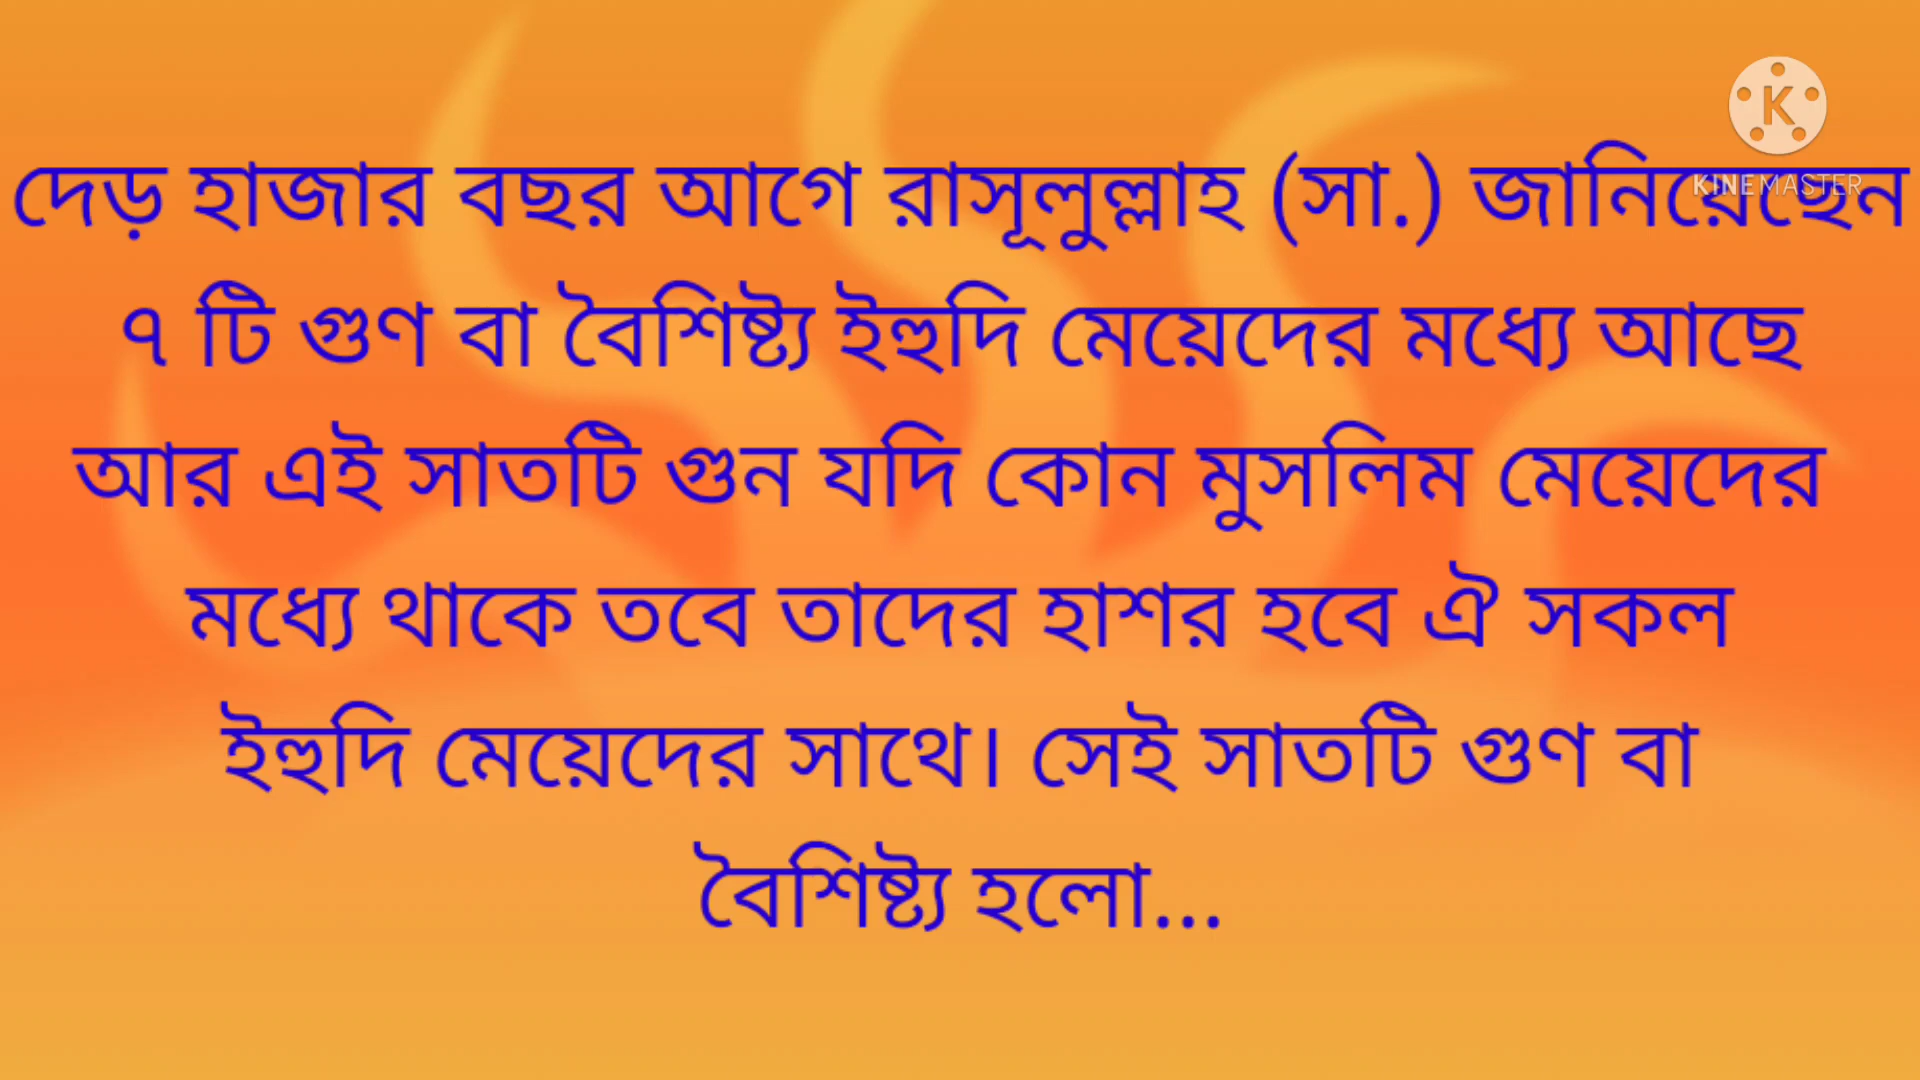 দেড় হাজার বছর আগে রাসূলুল্লাহ (সা.) জানিয়েছেন
৭ টি গুণ বা বৈশিষ্ট্য ইহুদি মেয়েদের মধ্যে আছে
আর এই সাতটি গুন যদি কোন মুসলিম মেয়েদের
মধ্যে থাকে তবে তাদের হাশর হবে ঐ সকল
ইহুদি মেয়েদের সাথে। সেই সাতটি গুণ বা
বৈশিষ্ট্য হলো...
K
KINEMASTER